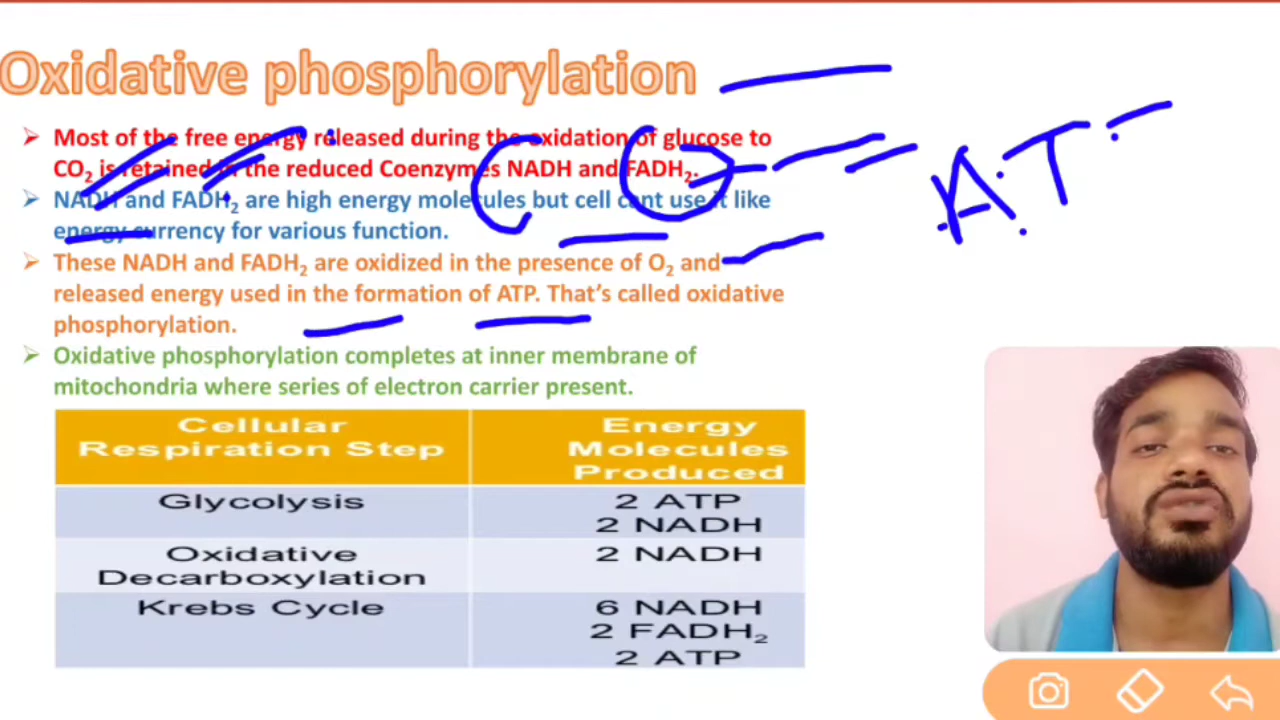 Oxidative phosphorylation
Most of the free energy released during the oxidation of glucose to
CO₂ is retained in the reduced Coenzymes NADH and FADH₂.
NADH and FADH₂ are high energy molecules but cell cant use it like
energy currency for various function.
These NADH and FADH₂ are oxidized in the presence of O₂ and
released energy used in the formation of ATP. That's called oxidative
phosphorylation.
Oxidative phosphorylation completes at inner membrane of
mitochondria where series of electron carrier present.
Cellular
Respiration Step
Energy
Molecules
Produced
Glycolysis
2 ATP
2 NADH
Oxidative
Decarboxylation
2 NADH
Krebs Cycle
6 NADH
2 FADH₂
2 ATP
AT